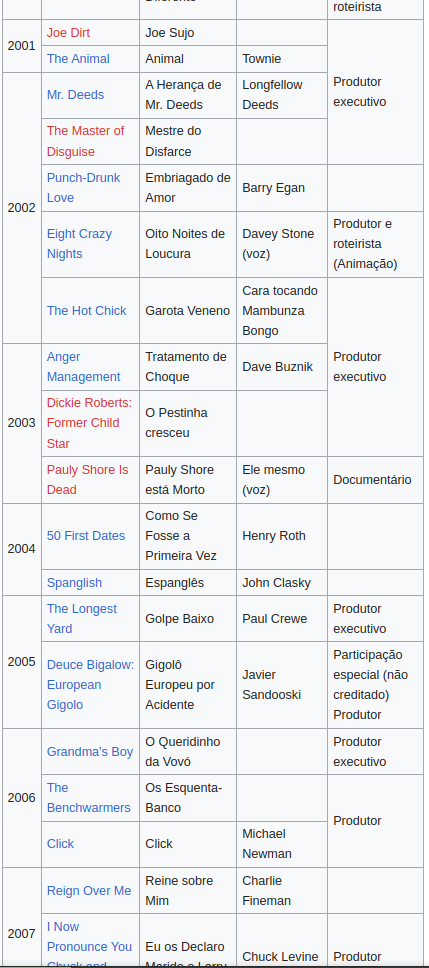 roteirista
2001
Joe Dirt
Joe Sujo
Produtor
executivo
The Animal
Animal
Townie
2002
Mr. Deeds
A Herança de
Mr. Deeds
Longfellow
Deeds
The Master of
Disguise
Mestre do
Disfarce
Punch-Drunk
Love
Embriagado de
Amor
Barry Egan
Eight Crazy
Nights
Oito Noites de
Loucura
Davey Stone
(voz)
Produtor e
roteirista
(Animação)
The Hot Chick
Garota Veneno
Cara tocando
Mambunza
Bongo
Produtor
executivo
2003
Anger
Management
Tratamento de
Choque
Dave Buznik
Dickie Roberts:
Former Child
Star
O Pestinha
cresceu
Pauly Shore Is
Dead
Pauly Shore
está Morto
Ele mesmo
(voz)
Documentário
2004
50 First Dates
Como Se
Fosse a
Primeira Vez
Henry Roth
Spanglish
Espanglês
John Clasky
2005
The Longest
Yard
Golpe Baixo
Paul Crewe
Produtor
executivo
Deuce Bigalow:
European
Gigolo
Gigolô
Europeu por
Acidente
Javier
Sandooski
Participação
especial (não
creditado)
Produtor
2006
Grandma's Boy
O Queridinho
da Vovó
Produtor
executivo
The
Benchwarmers
Os Esquenta-
Banco
Produtor
Click
Click
Michael
Newman
2007
Reign Over Me
Reine sobre
Mim
Charlie
Fineman
I Now
Pronounce You
Chuck and
Eu os Declaro
Marido e Larry
Chuck Levine
Produtor